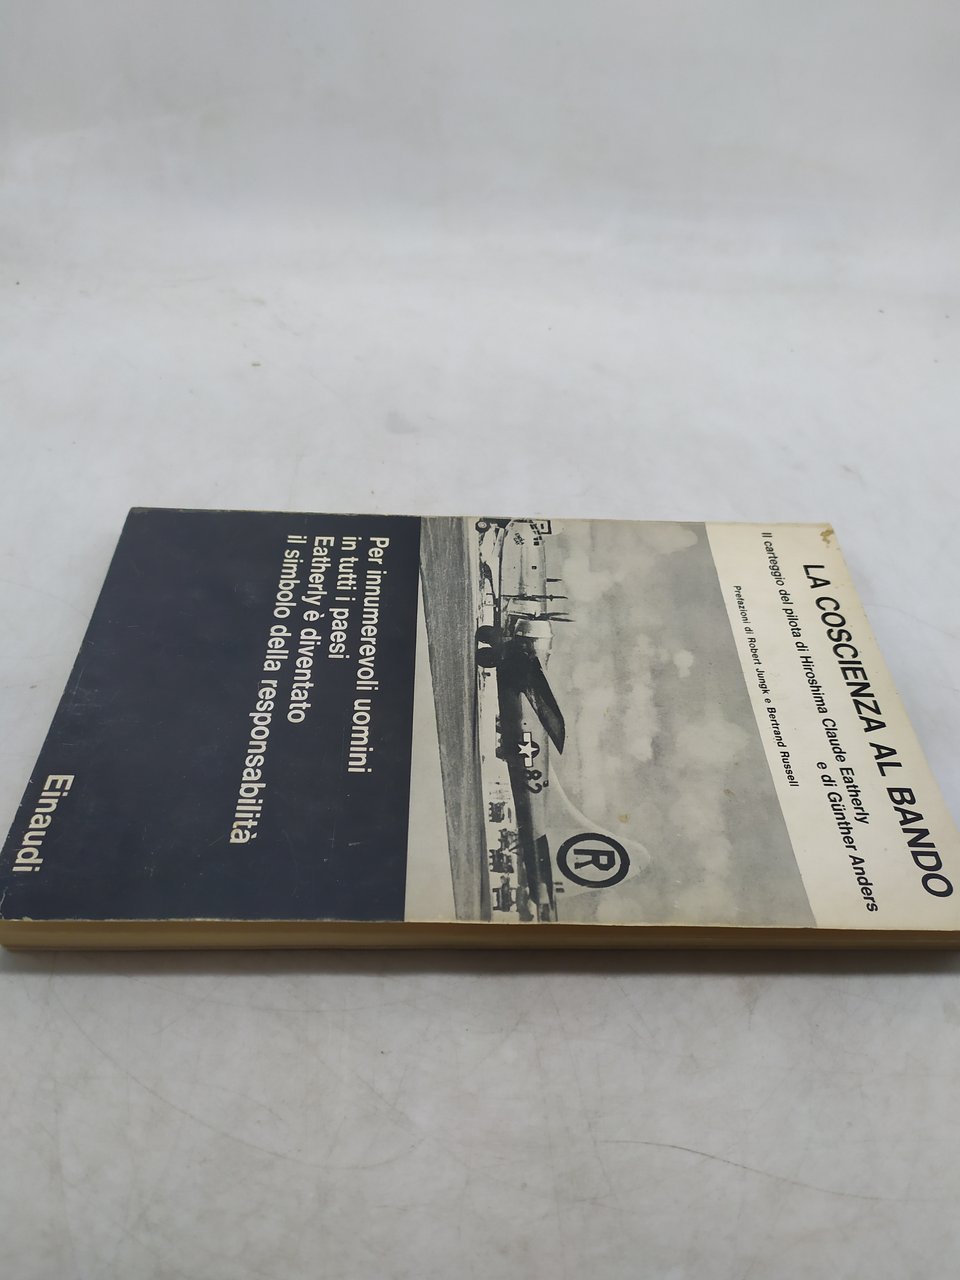 LA COSCIENZA AL BANDO
Il carteggio del pilota di Hiroshima Claude Eatherly
e di Günther Anders
Prefazioni di Robert Jungk e Bertrand Russell
R
82
Per innumerevoli uomini
in tutti i paesi
Eatherly è diventato
il simbolo della responsabilità
Einaudi